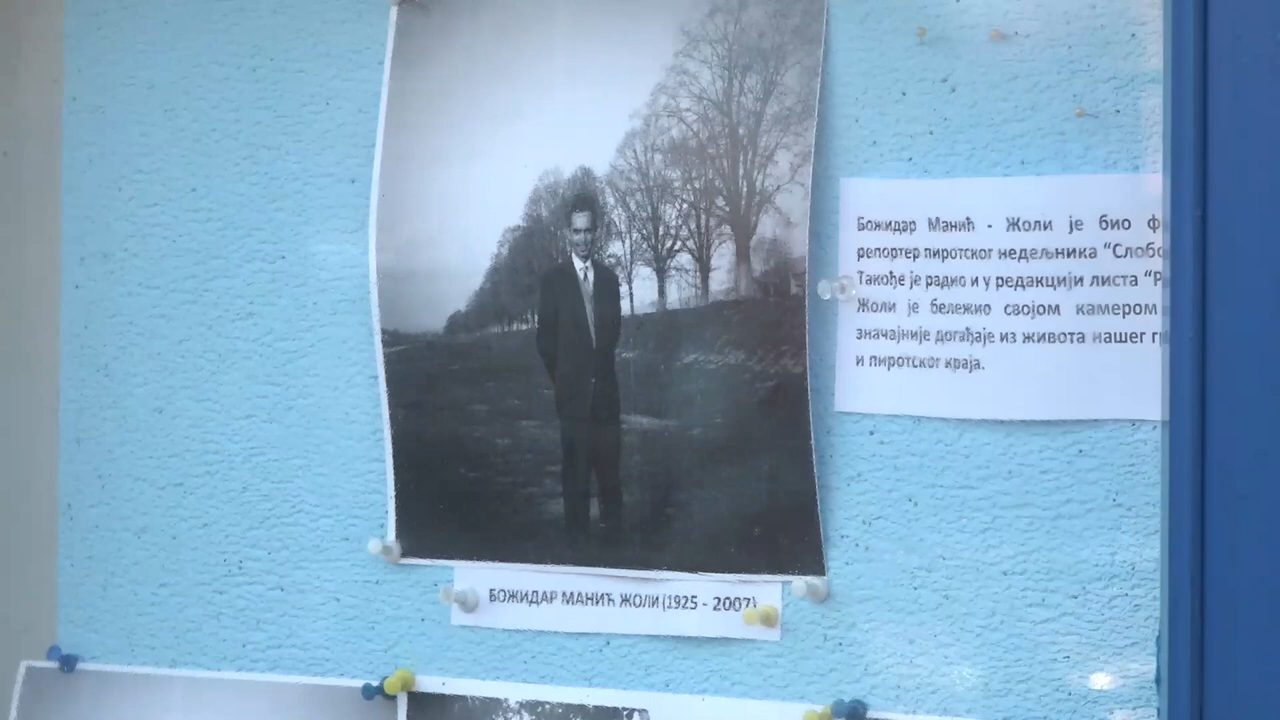 Божидар Манић - Жоли је био ф
репортер пиротског недељника “Слобо
Такође је радио и у редакцији листа “Р
Жоли је бележио својом камером
значајније догађаје из живота нашег г
и пиротског краја.
БОЖИДАР МАНИЋ ЖОЛИ (1925 - 2007)